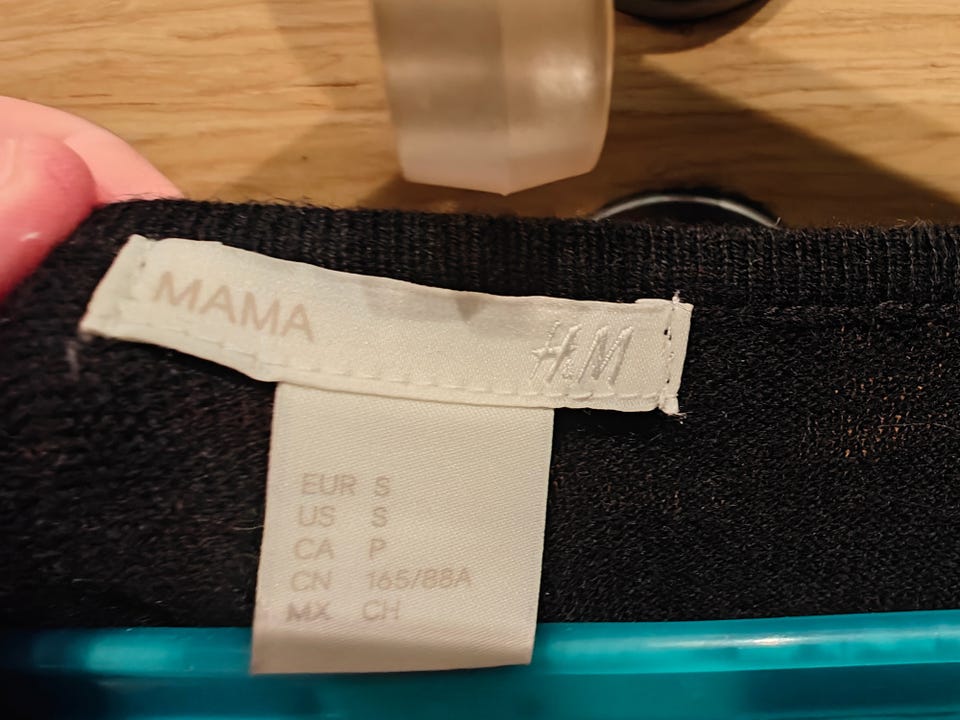 MAMA H&M
EUR S
US S
CA P
CN 165/88A
MX CH